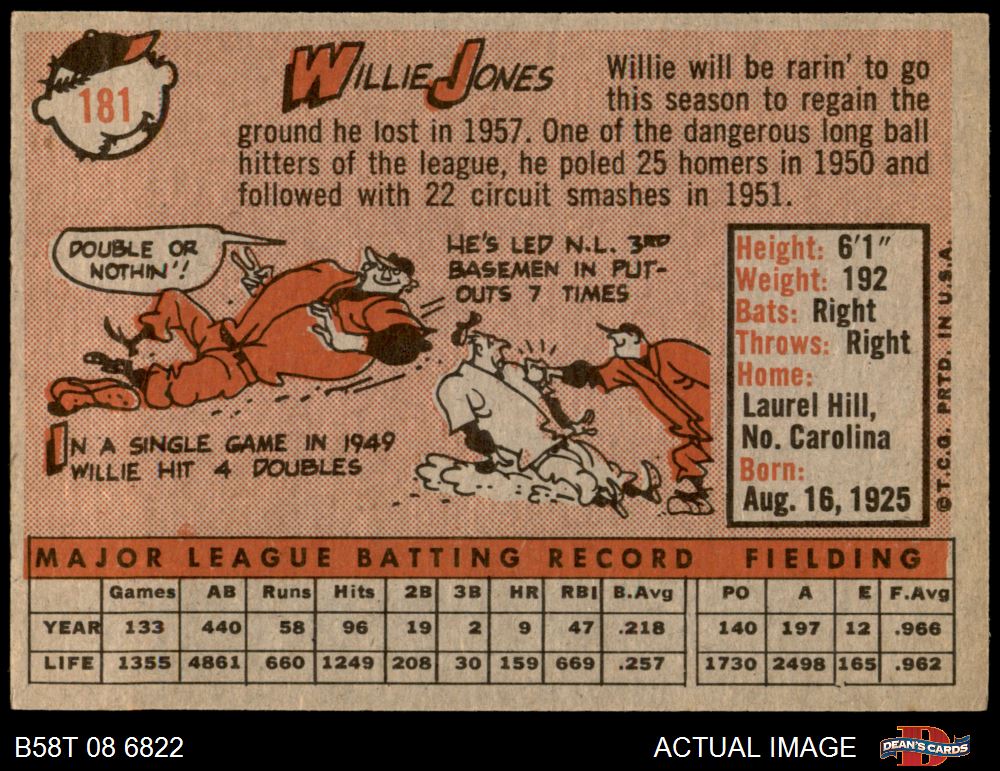 181
WILLIE JONES
Willie will be rarin' to go
this season to regain the
ground he lost in 1957. One of the dangerous long ball
hitters of the league, he poled 25 homers in 1950 and
followed with 22 circuit smashes in 1951.
DOUBLE OR
NOTHIN'!
HE'S LED N.L. 3RD
BASEMEN IN PUT-
OUTS 7 TIMES
IN A SINGLE GAME IN 1949
WILLIE HIT 4 DOUBLES
Height: 6'1"
Weight: 192
Bats: Right
Throws: Right
Home:
Laurel Hill,
No. Carolina
Born:
Aug. 16, 1925
© T.C.G. PRTD. IN U.S.A.
MAJOR LEAGUE BATTING RECORD FIELDING
Games AB Runs Hits 2B 3B HR RBI B.Avg PO A E F.Avg
YEAR 133 440 58 96 19 2 9 47 .218 140 197 12 .966
LIFE 1355 4861 660 1249 208 30 159 669 .257 1730 2498 165 .962
B58T 08 6822 ACTUAL IMAGE DEAN'S CARDS